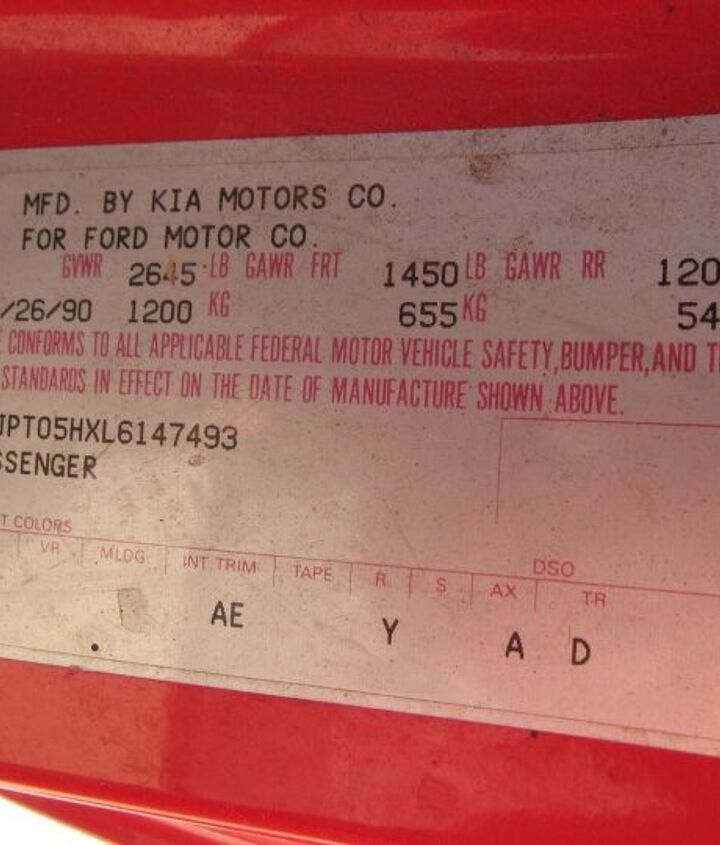 MFD. BY KIA MOTORS CO.
FOR FORD MOTOR CO.
GVWR 2645 LB GAWR FRT 1450 LB GAWR RR 120
/26/90 1200 KG 655 KG 54
CONFORMS TO ALL APPLICABLE FEDERAL MOTOR VEHICLE SAFETY, BUMPER, AND
STANDARDS IN EFFECT ON THE DATE OF MANUFACTURE SHOWN ABOVE.
JPT05HXL6147493
SSENGER
T COLORS
DSO
VR MLDG INT TRIM TAPE R S AX TR
AE Y A D